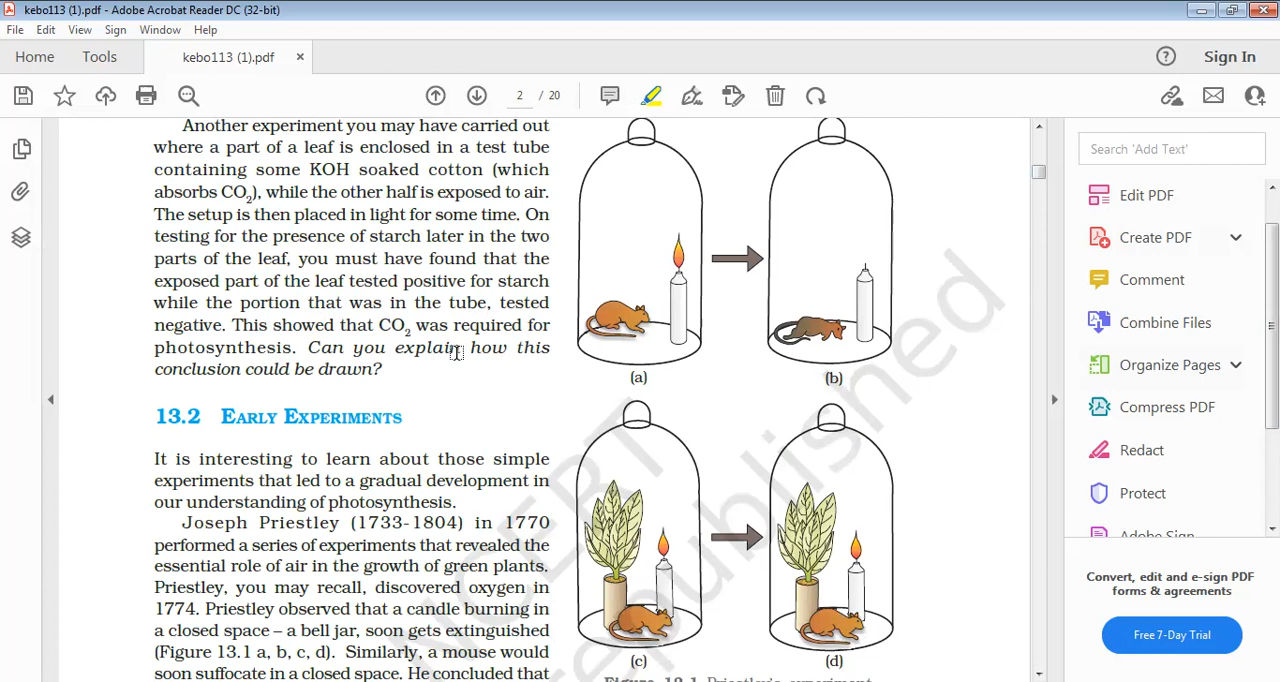 kebo113 (1).pdf - Adobe Acrobat Reader DC (32-bit)
File Edit View Sign Window Help
Home Tools kebo113 (1).pdf × Sign In
2 / 20
Search 'Add Text'
Edit PDF
Create PDF
Comment
Combine Files
Organize Pages
Compress PDF
Redact
Protect
Adobe Sign
Convert, edit and e-sign PDF
forms & agreements
Free 7-Day Trial
Another experiment you may have carried out
where a part of a leaf is enclosed in a test tube
containing some KOH soaked cotton (which
absorbs CO₂), while the other half is exposed to air.
The setup is then placed in light for some time. On
testing for the presence of starch later in the two
parts of the leaf, you must have found that the
exposed part of the leaf tested positive for starch
while the portion that was in the tube, tested
negative. This showed that CO₂ was required for
photosynthesis. Can you explain how this
conclusion could be drawn?
13.2 EARLY EXPERIMENTS
It is interesting to learn about those simple
experiments that led to a gradual development in
our understanding of photosynthesis.
Joseph Priestley (1733-1804) in 1770
performed a series of experiments that revealed the
essential role of air in the growth of green plants.
Priestley, you may recall, discovered oxygen in
1774. Priestley observed that a candle burning in
a closed space – a bell jar, soon gets extinguished
(Figure 13.1 a, b, c, d). Similarly, a mouse would
soon suffocate in a closed space. He concluded that
(a) (b)
(c) (d)
Figure 13.1 Priestley's experiment
NCERT
republished